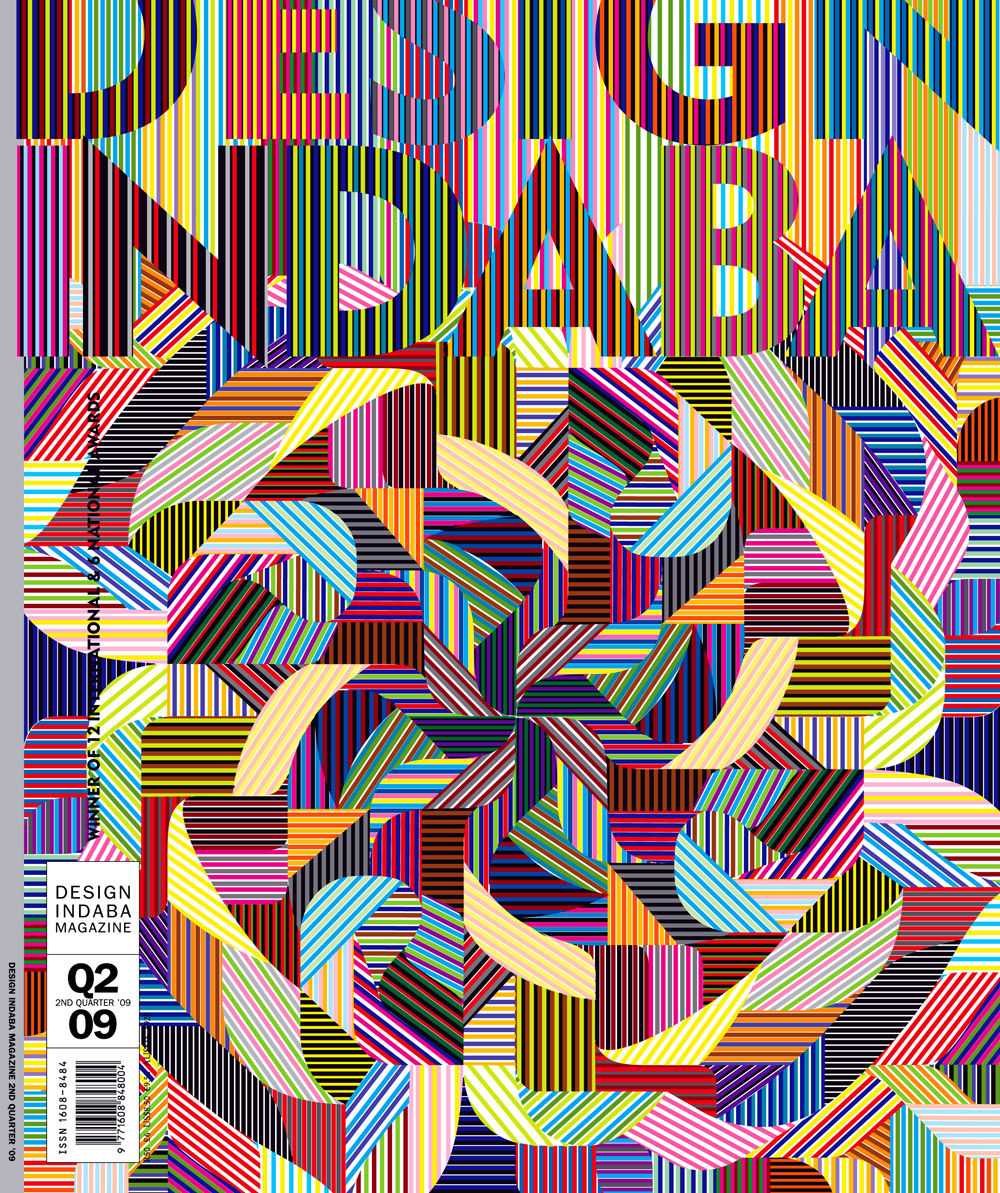 DESIGN
INDABA
WINNER OF 12 INTERNATIONAL & 6 NATIONAL AWARDS
DESIGN
INDABA
MAGAZINE
Q2
2ND QUARTER '09
09
ISSN 1608-8484
9 771608 848004
DESIGN INDABA MAGAZINE 2ND QUARTER '09